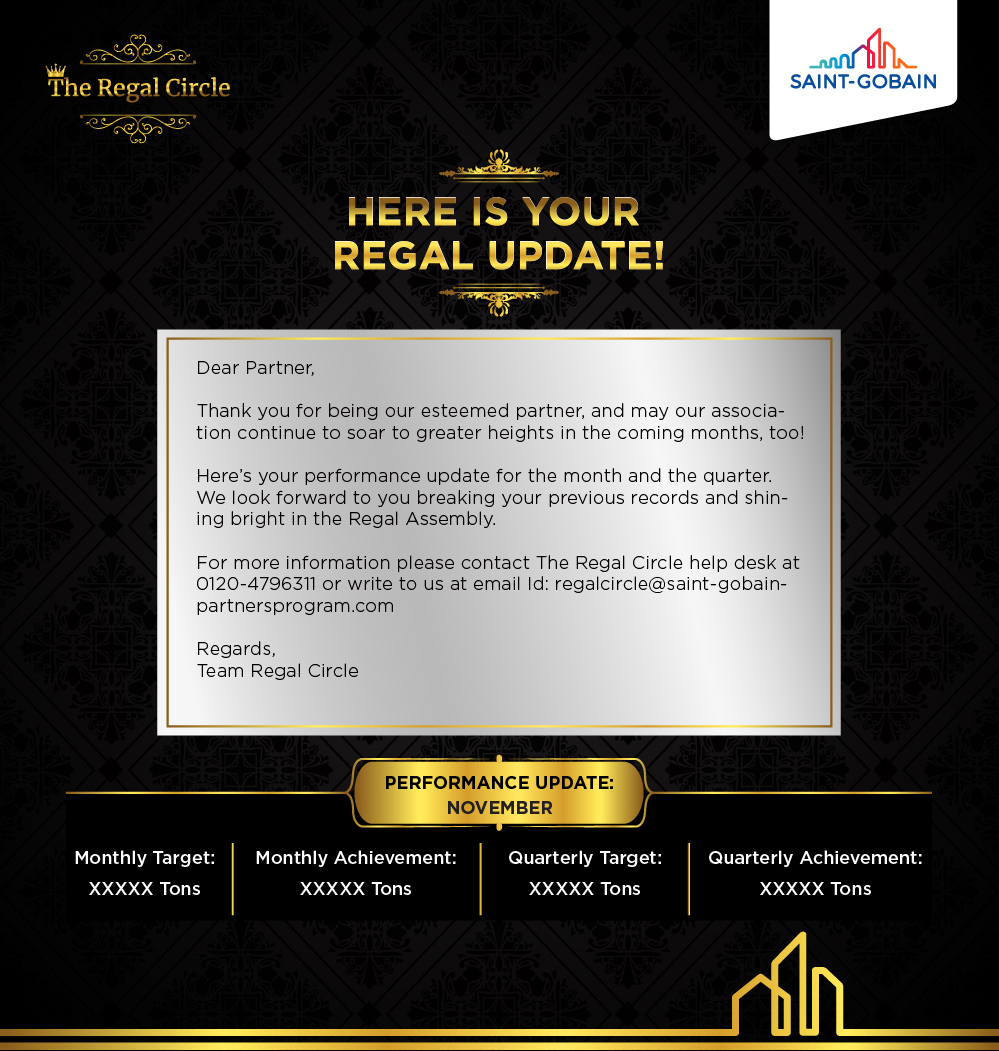 The Regal Circle
SAINT-GOBAIN
HERE IS YOUR
REGAL UPDATE!
Dear Partner,
Thank you for being our esteemed partner, and may our associa-
tion continue to soar to greater heights in the coming months, too!
Here’s your performance update for the month and the quarter.
We look forward to you breaking your previous records and shin-
ing bright in the Regal Assembly.
For more information please contact The Regal Circle help desk at
0120-4796311 or write to us at email Id: regalcircle@saint-gobain-
partnersprogram.com
Regards,
Team Regal Circle
PERFORMANCE UPDATE:
NOVEMBER
Monthly Target:
XXXXX Tons
Monthly Achievement:
XXXXX Tons
Quarterly Target:
XXXXX Tons
Quarterly Achievement:
XXXXX Tons